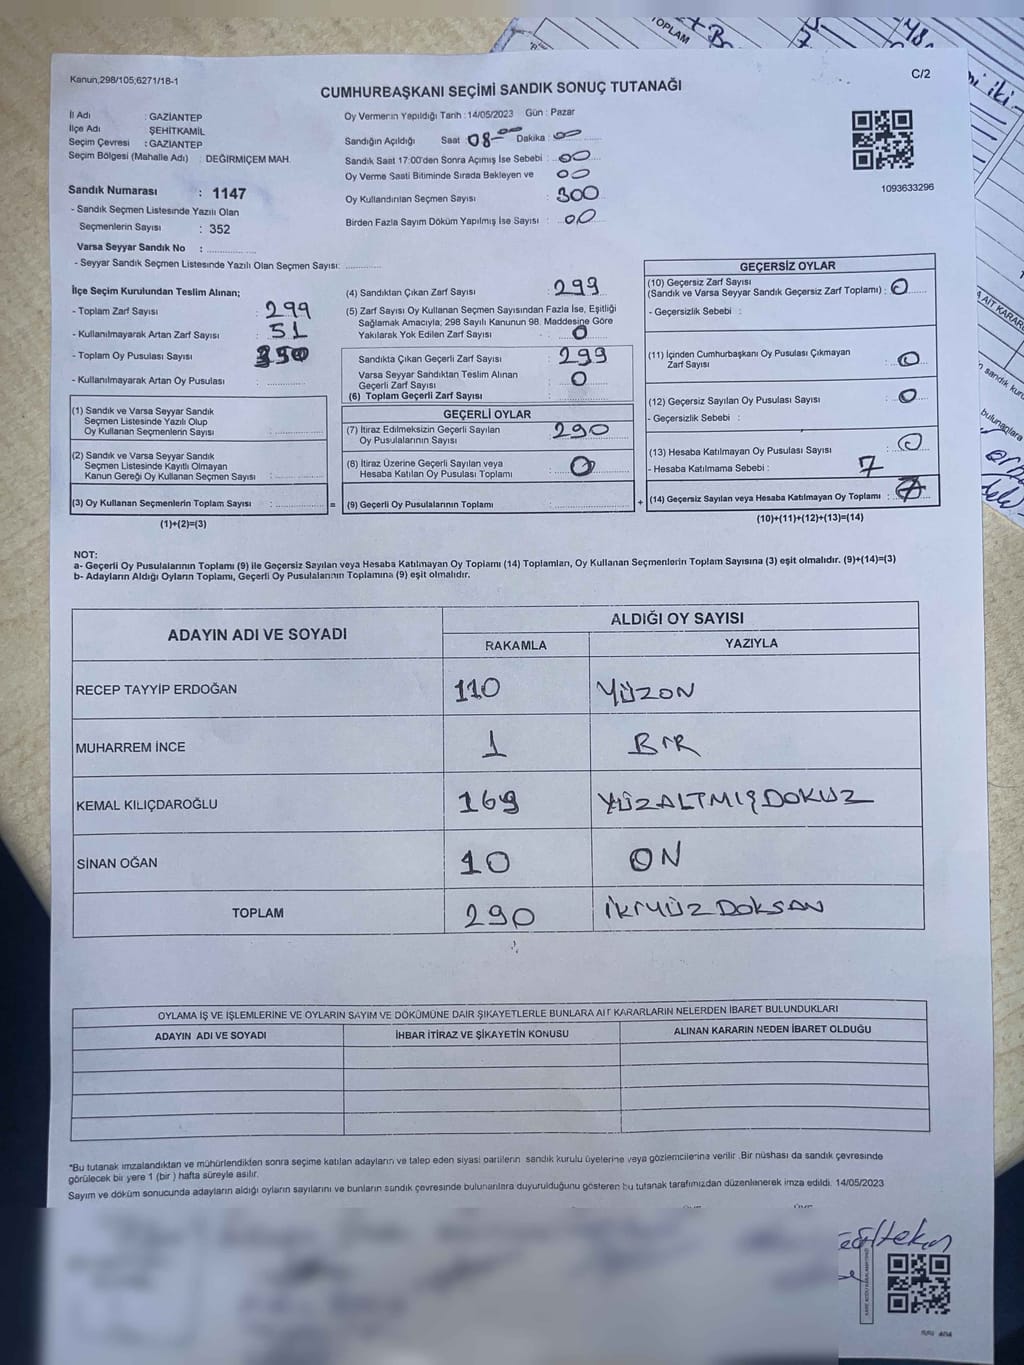 Kanun,298/105,6271/18-1
C/2
CUMHURBAŞKANI SEÇİMİ SANDIK SONUÇ TUTANAĞI
İl Adı : GAZİANTEP
İlçe Adı ŞEHİTKAMİL
Seçim Çevresi : GAZİANTEP
Seçim Bölgesi (Mahalle Adı) : DEĞİRMİÇEM MAH.
Sandık Numarası : 1147
- Sandık Seçmen Listesinde Yazılı Olan
Seçmenlerin Sayısı : 352
Varsa Seyyar Sandık No :
- Seyyar Sandık Seçmen Listesinde Yazılı Olan Seçmen Sayısı:
Oy Vermenin Yapıldığı Tarih : 14/05/2023 Gün : Pazar
Sandığın Açıldığı Saat 08-00 Dakika : 00
Sandık Saat 17:00'den Sonra Açımış İse Sebebi : 00
Oy Verme Saati Bitiminde Sırada Bekleyen ve 00
Oy Kullandırılan Seçmen Sayısı 300
Birden Fazla Sayım Döküm Yapılmış İse Sayısı : 00
1093633296
İlçe Seçim Kurulundan Teslim Alınan;
- Toplam Zarf Sayısı : 299
- Kullanılmayarak Artan Zarf Sayısı : 51
- Toplam Oy Pusulası Sayısı : 350
- Kullanılmayarak Artan Oy Pusulası :
(1) Sandık ve Varsa Seyyar Sandık
Seçmen Listesinde Yazılı Olup
Oy Kullanan Seçmenlerin Sayısı :
(2) Sandık ve Varsa Seyyar Sandık
Seçmen Listesinde Kayıtlı Olmayan
Kanun Gereği Oy Kullanan Seçmen Sayısı :
(3) Oy Kullanan Seçmenlerin Toplam Sayısı : =
(1)+(2)=(3)
(4) Sandıktan Çıkan Zarf Sayısı : 299
(5) Zarf Sayısı Oy Kullanan Seçmen Sayısından Fazla İse, Eşitliği
Sağlamak Amacıyla; 298 Sayılı Kanunun 98. Maddesine Göre
Yakılarak Yok Edilen Zarf Sayısı : 0
Sandıkta Çıkan Geçerli Zarf Sayısı : 299
Varsa Seyyar Sandıktan Teslim Alınan
Geçerli Zarf Sayısı : 0
(6) Toplam Geçerli Zarf Sayısı :
GEÇERLİ OYLAR
(7) İtiraz Edilmeksizin Geçerli Sayılan
Oy Pusulalarının Sayısı : 290
(8) İtiraz Üzerine Geçerli Sayılan veya
Hesaba Katılan Oy Pusulası Toplamı : 0
(9) Geçerli Oy Pusulalarının Toplamı : +
GEÇERSİZ OYLAR
(10) Geçersiz Zarf Sayısı
(Sandık ve Varsa Seyyar Sandık Geçersiz Zarf Toplamı) : 0
- Geçersizlik Sebebi :
(11) İçinden Cumhurbaşkanı Oy Pusulası Çıkmayan
Zarf Sayısı : 0
(12) Geçersiz Sayılan Oy Pusulası Sayısı : 0
- Geçersizlik Sebebi :
(13) Hesaba Katılmayan Oy Pusulası Sayısı : 0
- Hesaba Katılmama Sebebi : 7
(14) Geçersiz Sayılan veya Hesaba Katılmayan Oy Toplamı :
(10)+(11)+(12)+(13)=(14)
NOT:
a- Geçerli Oy Pusulalarının Toplamı (9) ile Geçersiz Sayılan veya Hesaba Katılmayan Oy Toplamı (14) Toplamları, Oy Kullanan Seçmenlerin Toplam Sayısına (3) eşit olmalıdır. (9)+(14)=(3)
b- Adayların Aldığı Oyların Toplamı, Geçerli Oy Pusulalarının Toplamına (9) eşit olmalıdır.
ADAYIN ADI VE SOYADI
ALDIĞI OY SAYISI
RAKAMLA YAZIYLA
RECEP TAYYİP ERDOĞAN 110 YÜZON
MUHARREM İNCE 1 BİR
KEMAL KILIÇDAROĞLU 169 YÜZALTMIŞDOKUZ
SİNAN OĞAN 10 ON
TOPLAM 290 İKİYÜZ DOKSAN
OYLAMA İŞ VE İŞLEMLERİNE VE OYLARIN SAYIM VE DÖKÜMÜNE DAİR ŞİKAYETLERLE BUNLARA AİT KARARLARIN NELERDEN İBARET BULUNDUKLARI
ADAYIN ADI VE SOYADI İHBAR İTİRAZ VE ŞİKAYETİN KONUSU ALINAN KARARIN NEDEN İBARET OLDUĞU
*Bu tutanak imzalandıktan ve mühürlendikten sonra seçime katılan adayların ve talep eden siyasi partilerin sandık kurulu üyelerine veya gözlemcilerine verilir. Bir nüshası da sandık çevresinde
görülecek bir yere 1 (bir) hafta süreyle asılır.
Sayım ve döküm sonucunda adayların aldığı oyların sayılarını ve bunların sandık çevresinde bulunanlara duyurulduğunu gösteren bu tutanak tarafımızdan düzenlenerek imza edildi. 14/05/2023
TOPLAM
48
iki
AİT KARARL
sandık kuru
bulunanlara